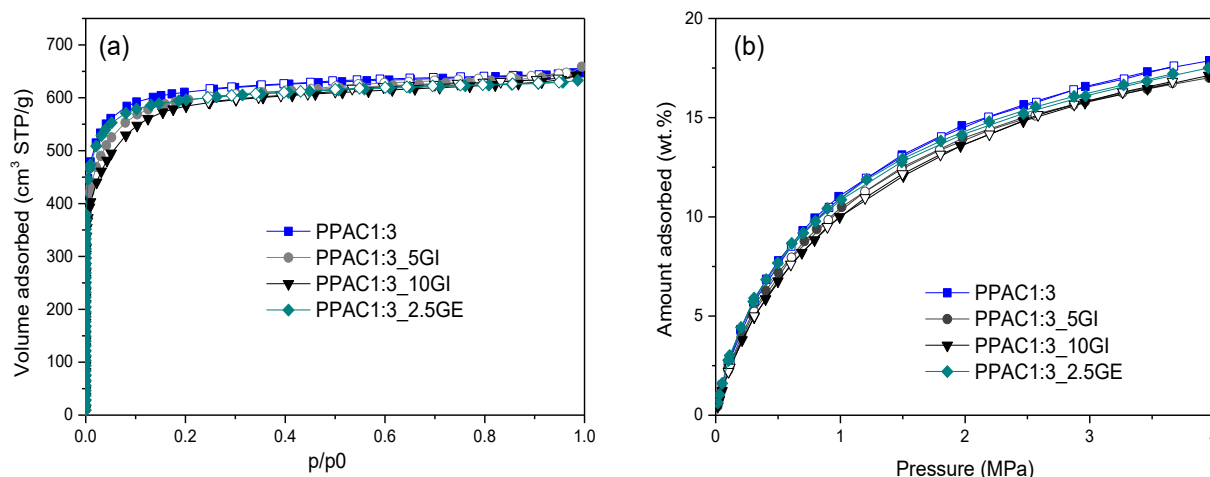 (a)
Volume adsorbed (cm³ STP/g)
700
600
500
400
300
200
100
0
PPAC1:3
PPAC1:3_5GI
PPAC1:3_10GI
PPAC1:3_2.5GE
0.0 0.2 0.4 0.6 0.8 1.0
p/p0
(b)
Amount adsorbed (wt.%)
20
15
10
5
0
PPAC1:3
PPAC1:3_5GI
PPAC1:3_10GI
PPAC1:3_2.5GE
0 1 2 3
Pressure (MPa)